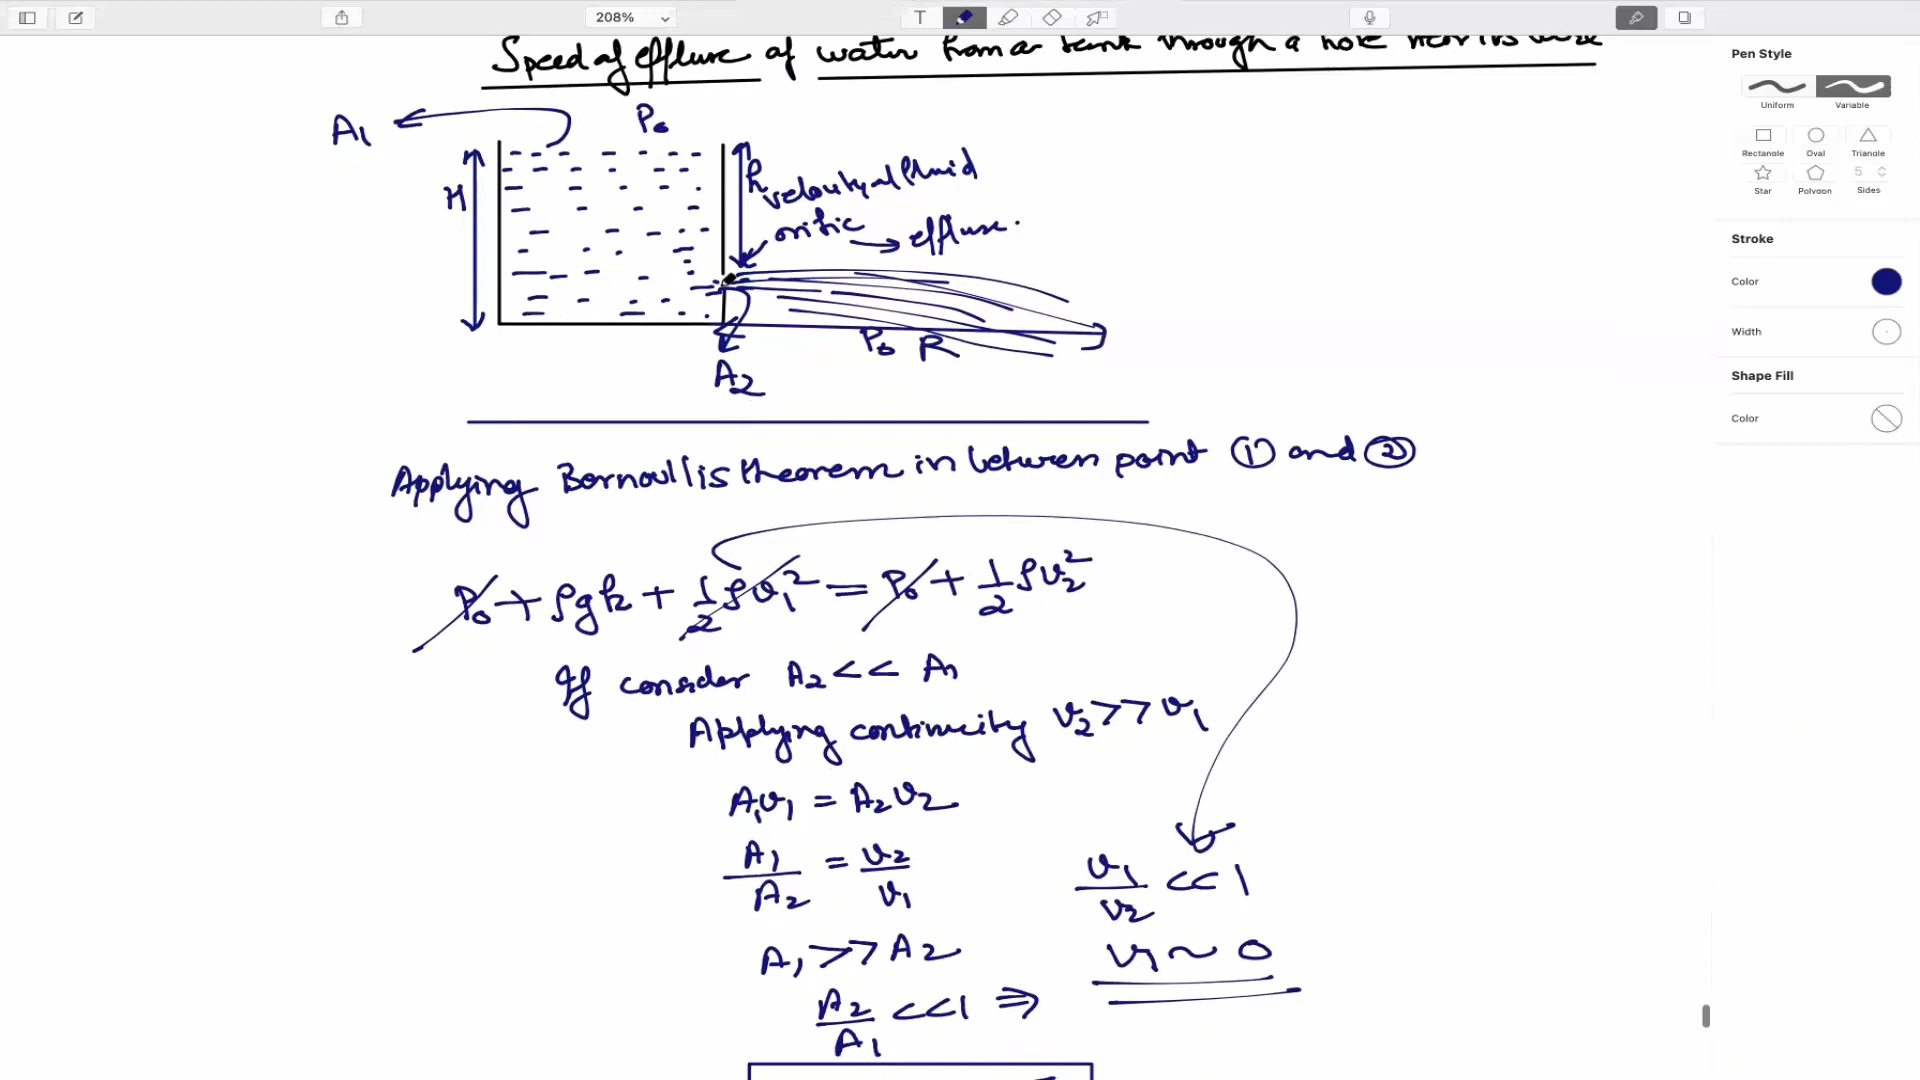 208%
T
Speed of efflux of water from a tank through a hole near its base
A1
P0
H
h
velocity of fluid
orific → efflux.
P0 R
A2
Applying Bernoullis theorem in between point ① and ②
P0 + ρgh + 1/2 ρv1² = P0 + 1/2 ρv2²
If consider A2 << A1
Applying continuity v2 >> v1
A1v1 = A2v2
A1/A2 = v2/v1
v1/v2 << 1
A1 >> A2
v1 ~ 0
A2/A1 << 1 ⇒
Pen Style
Uniform Variable
Rectangle Oval Triangle
5
Star Polygon Sides
Stroke
Color
Width
Shape Fill
Color